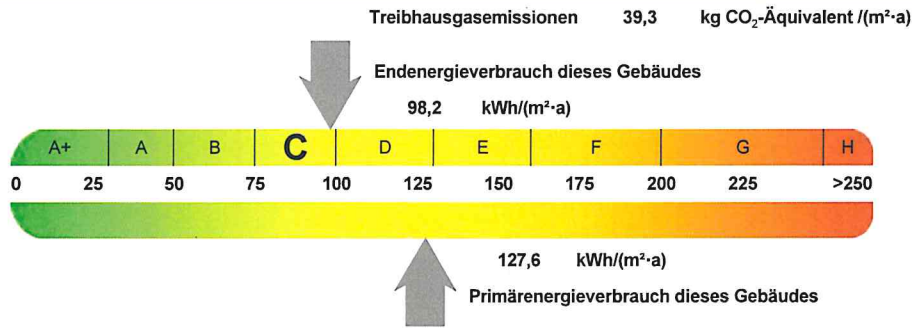 Treibhausgasemissionen 39,3 kg CO₂-Äquivalent /(m²·a)
Endenergieverbrauch dieses Gebäudes
98,2 kWh/(m²·a)
A+ A B C D E F G H
0 25 50 75 100 125 150 175 200 225 >250
127,6 kWh/(m²·a)
Primärenergieverbrauch dieses Gebäudes